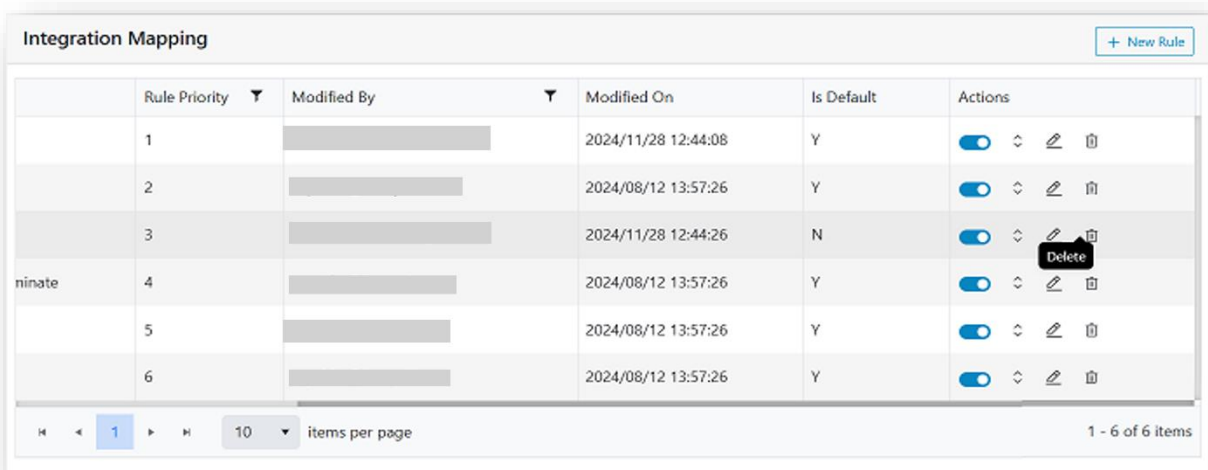 Integration Mapping
+ New Rule
Rule Priority Modified By Modified On Is Default Actions
1 2024/11/28 12:44:08 Y
2 2024/08/12 13:57:26 Y
3 2024/11/28 12:44:26 N
Delete
minate 4 2024/08/12 13:57:26 Y
5 2024/08/12 13:57:26 Y
6 2024/08/12 13:57:26 Y
1 10 items per page 1 - 6 of 6 items